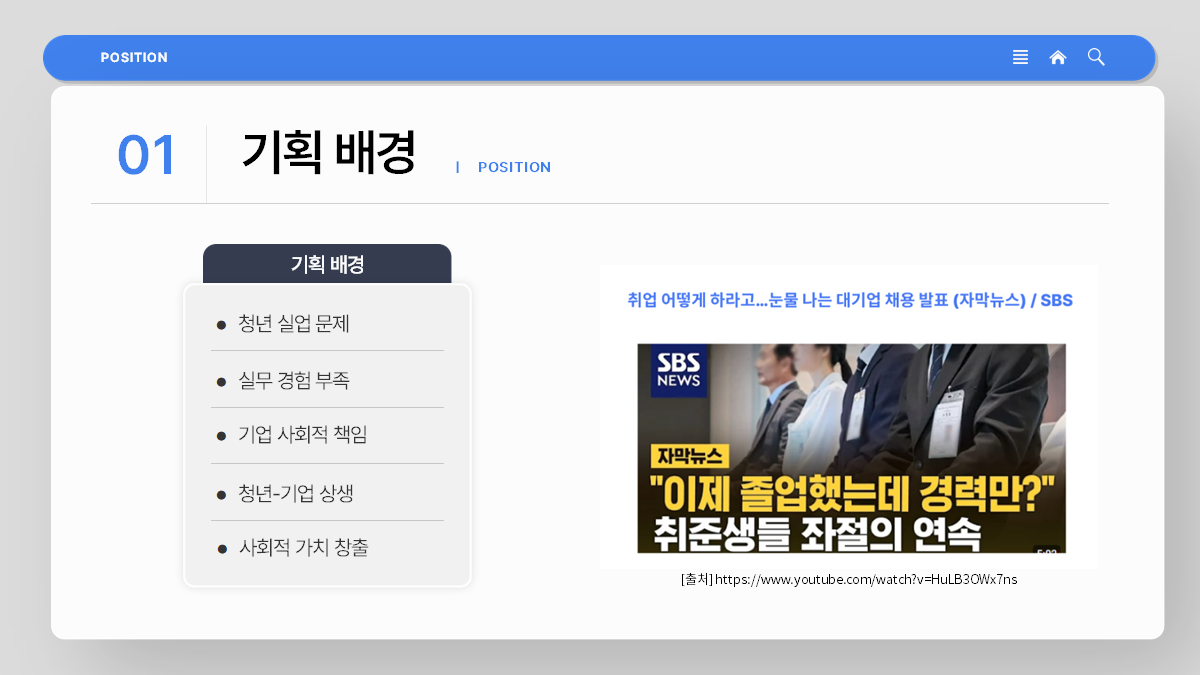 POSITION
01
기획 배경
| POSITION
기획 배경
● 청년 실업 문제
● 실무 경험 부족
● 기업 사회적 책임
● 청년-기업 상생
● 사회적 가치 창출
취업 어떻게 하라고...눈물 나는 대기업 채용 발표 (자막뉴스) / SBS
SBS
NEWS
자막뉴스
"이제 졸업했는데 경력만?"
취준생들 좌절의 연속
[출처] https://www.youtube.com/watch?v=HuLB3OWx7ns